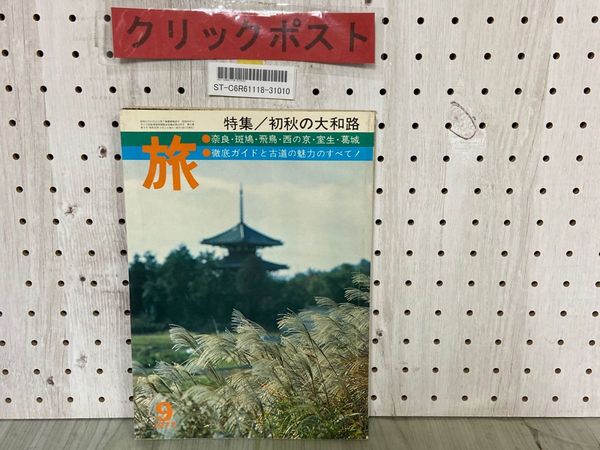 クリックポスト
ST-C6R61118-31010
特集/初秋の大和路
●奈良・斑鳩・飛鳥・西の京・室生・葛城
●徹底ガイドと古道の魅力のすべて!
旅
9